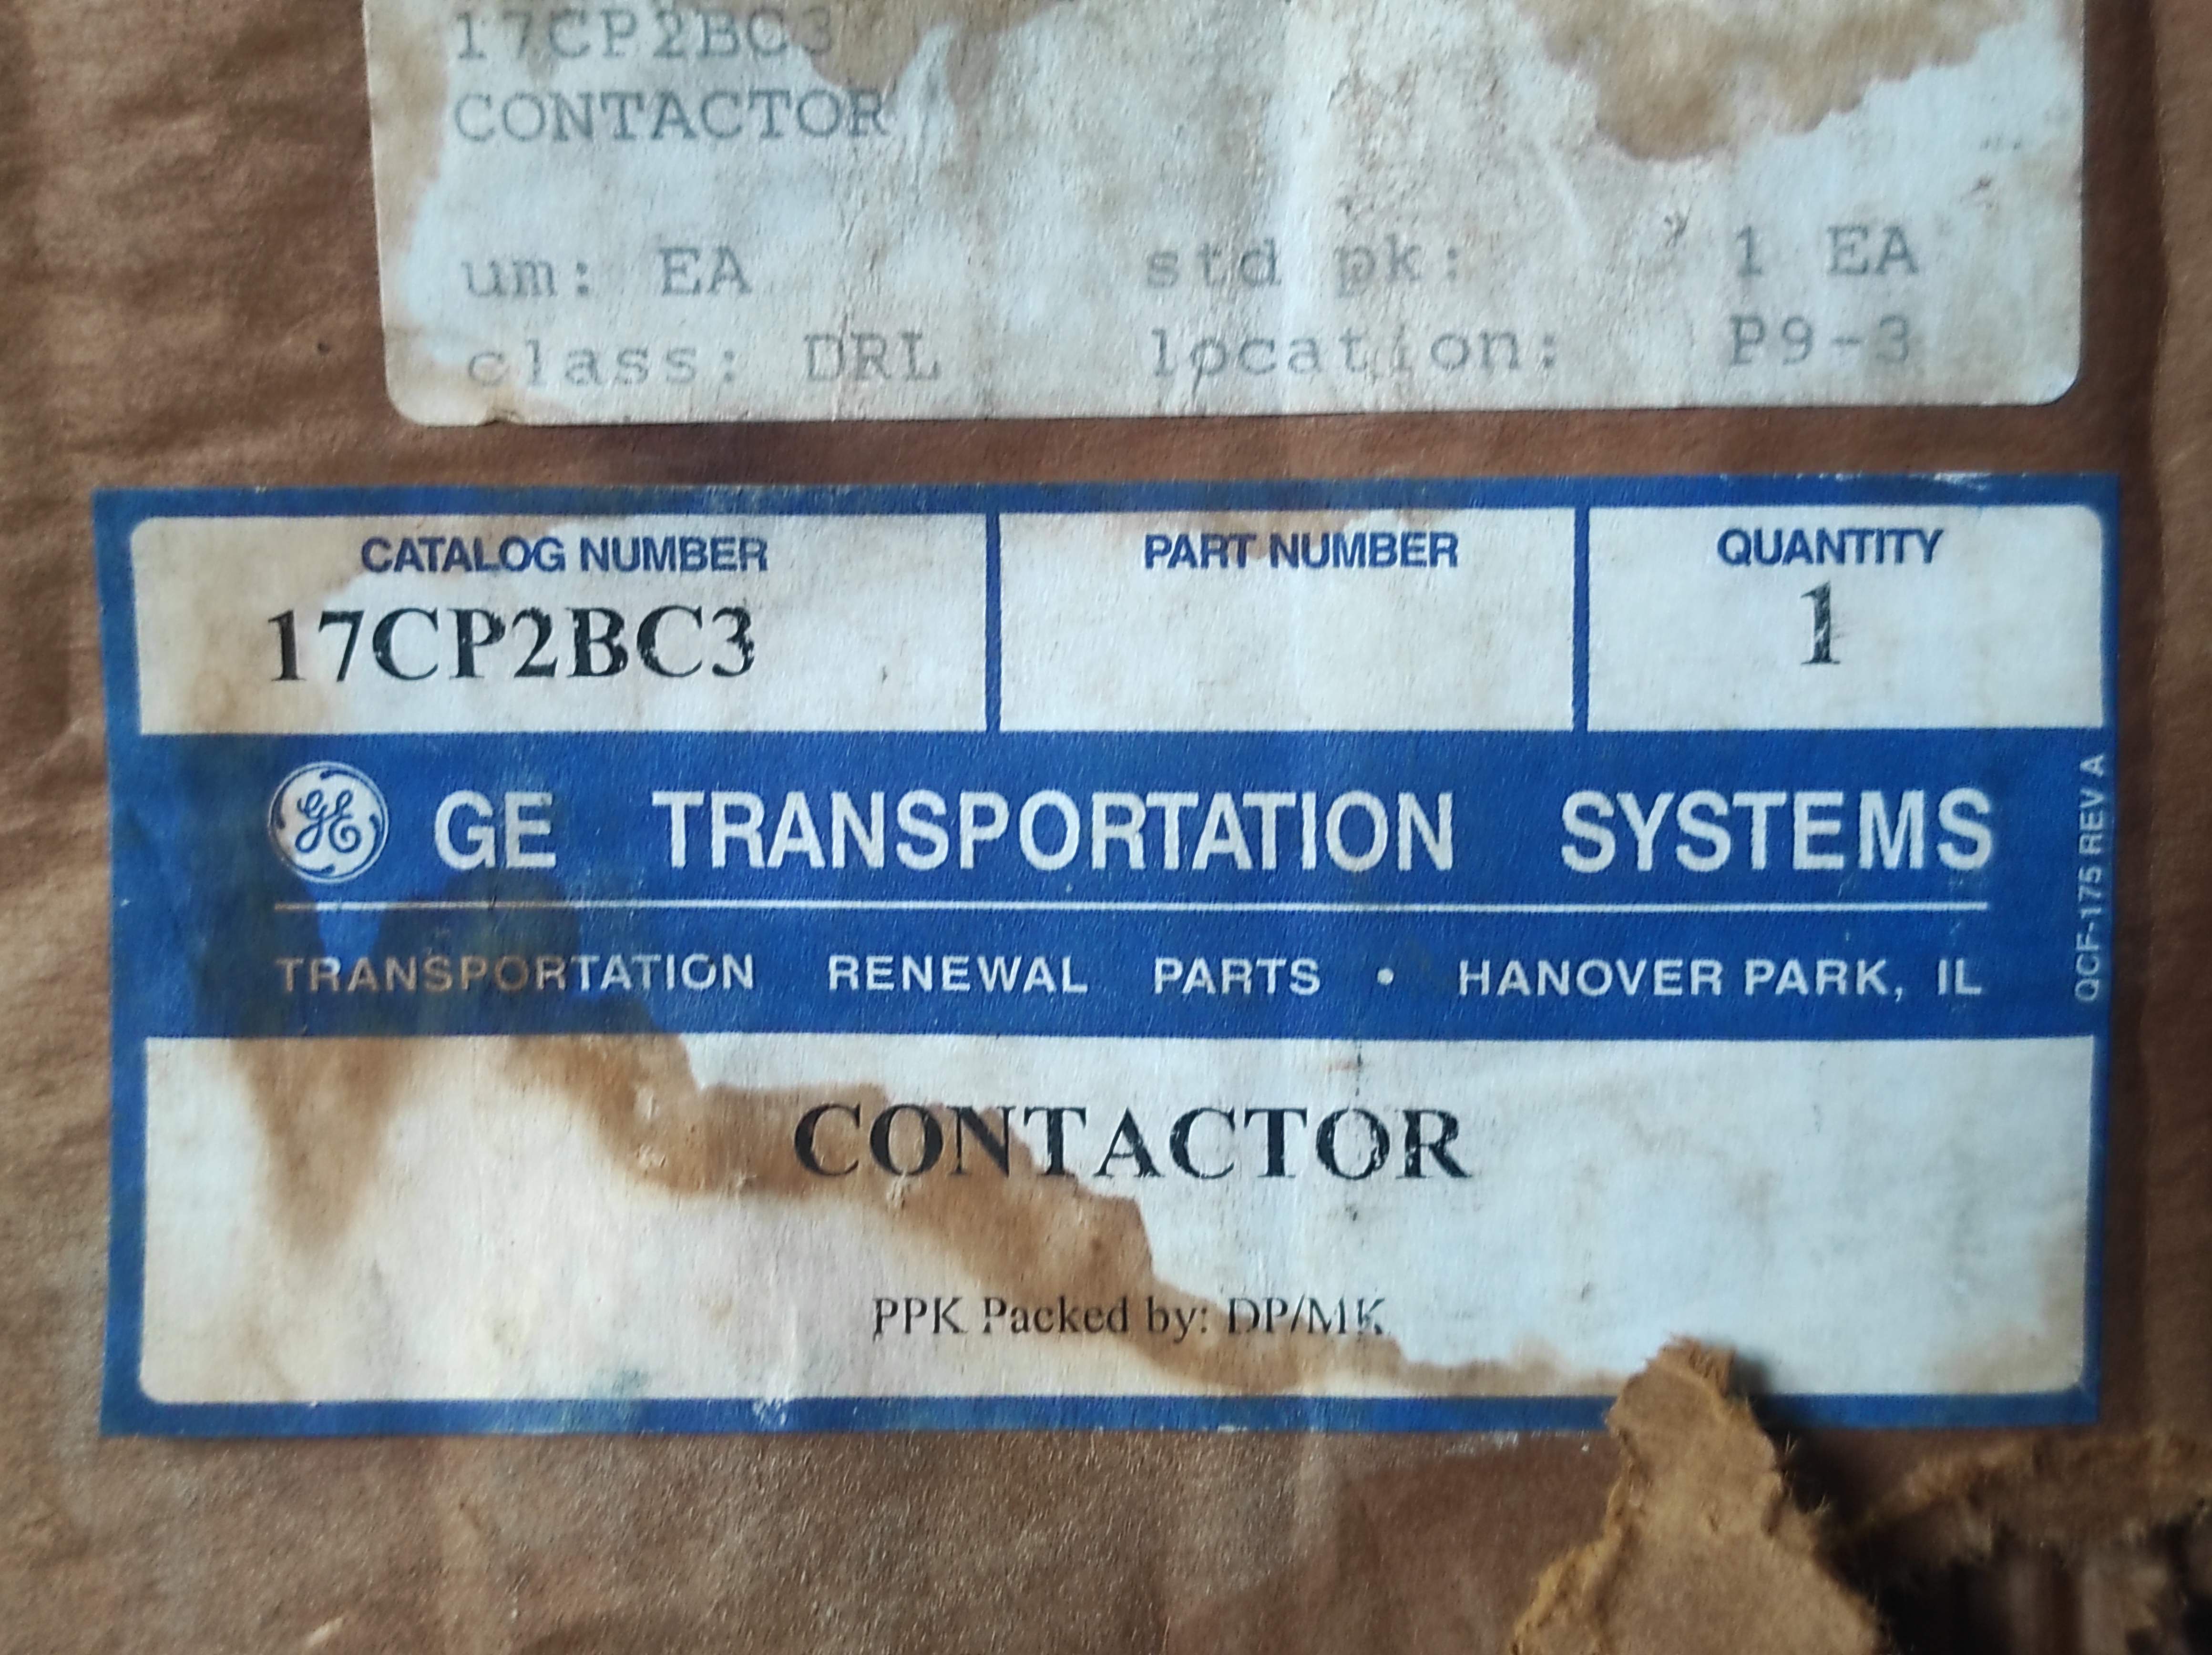 17CP2BC3
CONTACTOR
um: EA std pk: 1 EA
class: DRL location: P9-3
CATALOG NUMBER PART NUMBER QUANTITY
17CP2BC3 1
GE GE TRANSPORTATION SYSTEMS
TRANSPORTATION RENEWAL PARTS • HANOVER PARK, IL
QCF-175 REV A
CONTACTOR
PPK Packed by: DP/MK